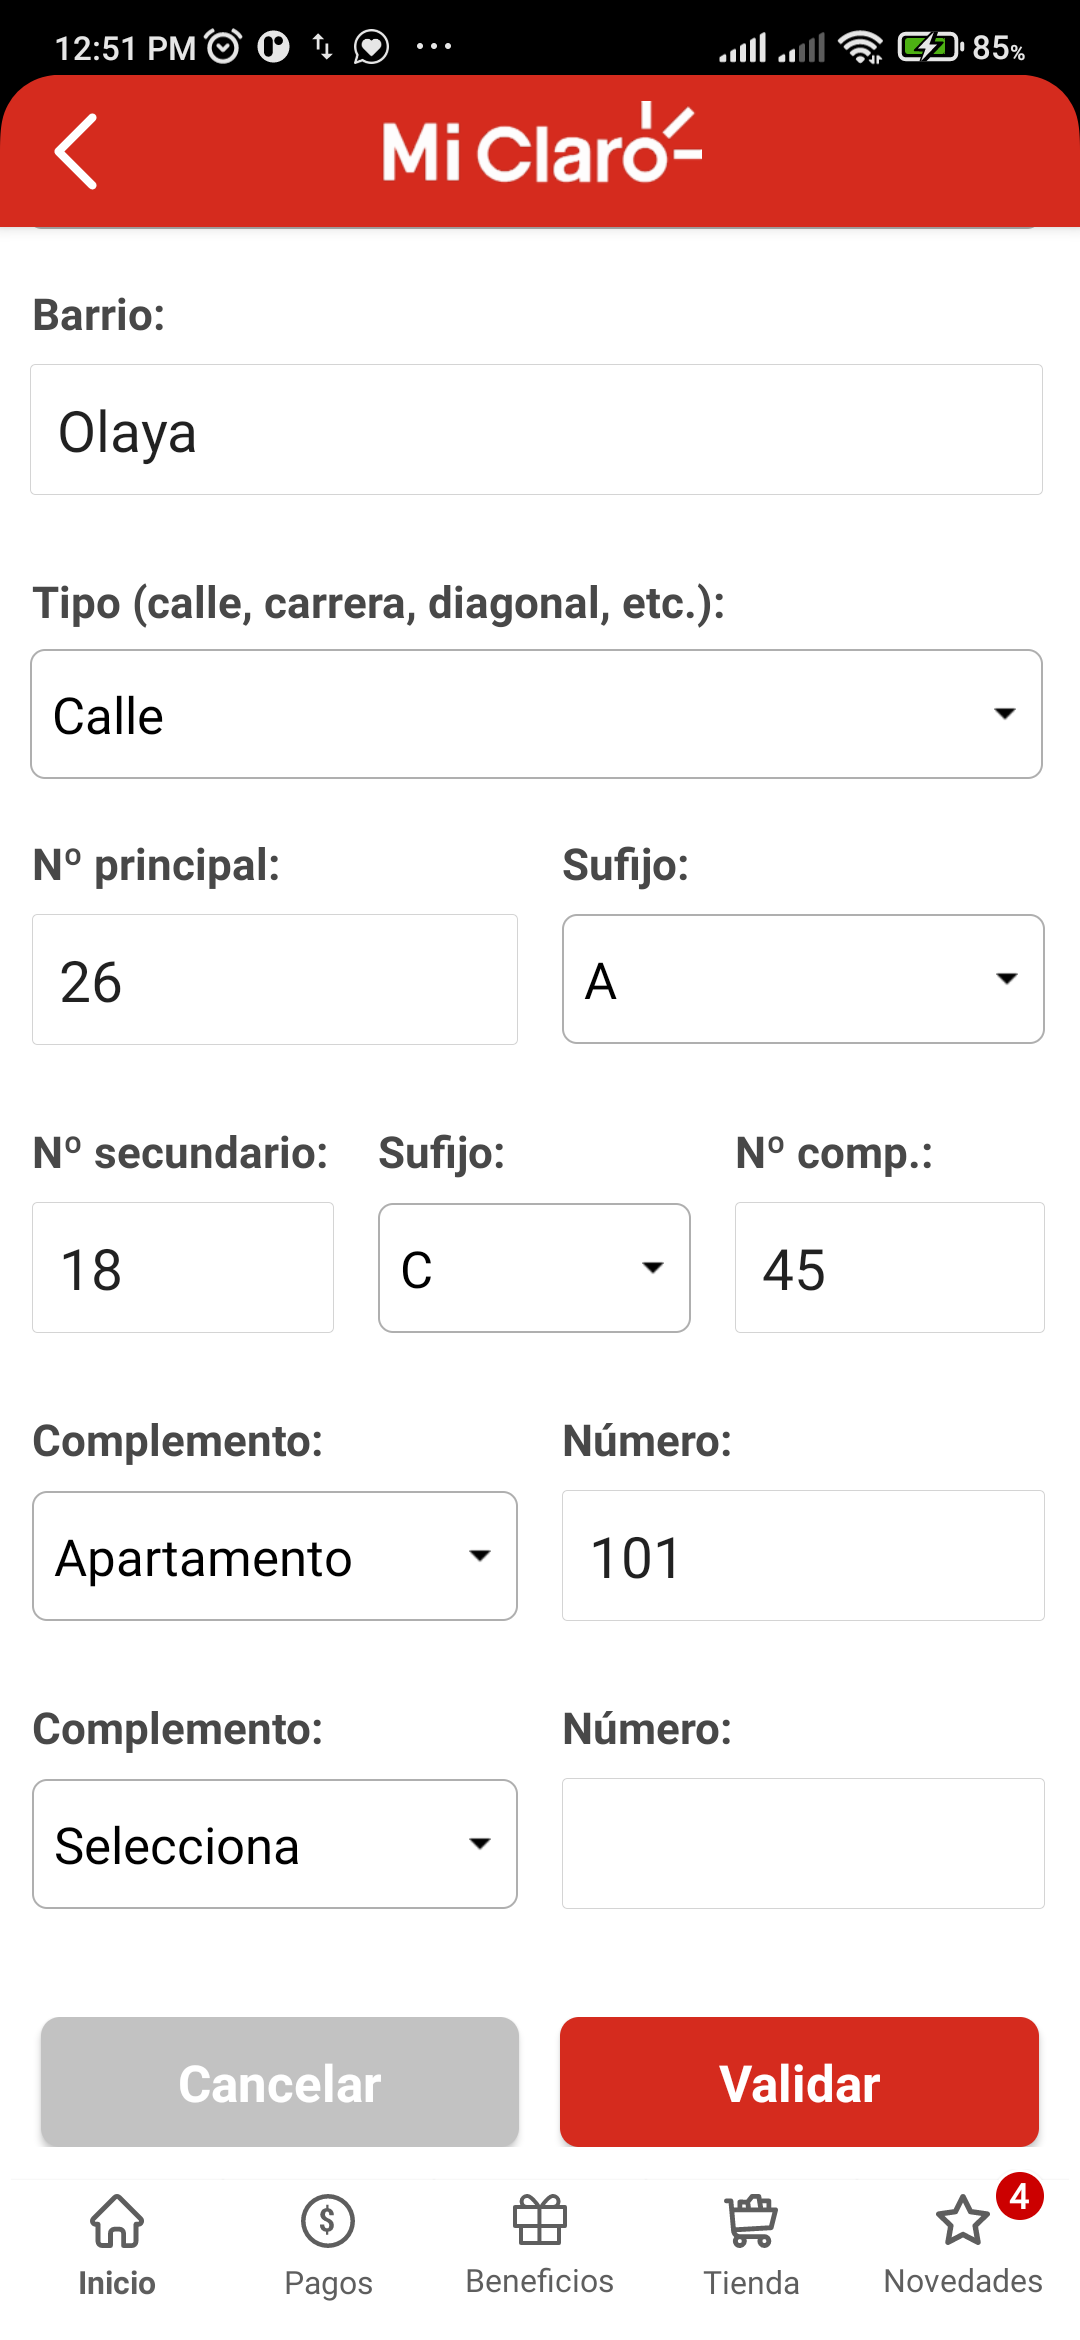 12:51 PM ... 85%
Mi Claro
Barrio:
Olaya
Tipo (calle, carrera, diagonal, etc.):
Calle
Nº principal: Sufijo:
26 A
Nº secundario: Sufijo: Nº comp.:
18 C 45
Complemento: Número:
Apartamento 101
Complemento: Número:
Selecciona
Cancelar Validar
4
Inicio Pagos Beneficios Tienda Novedades